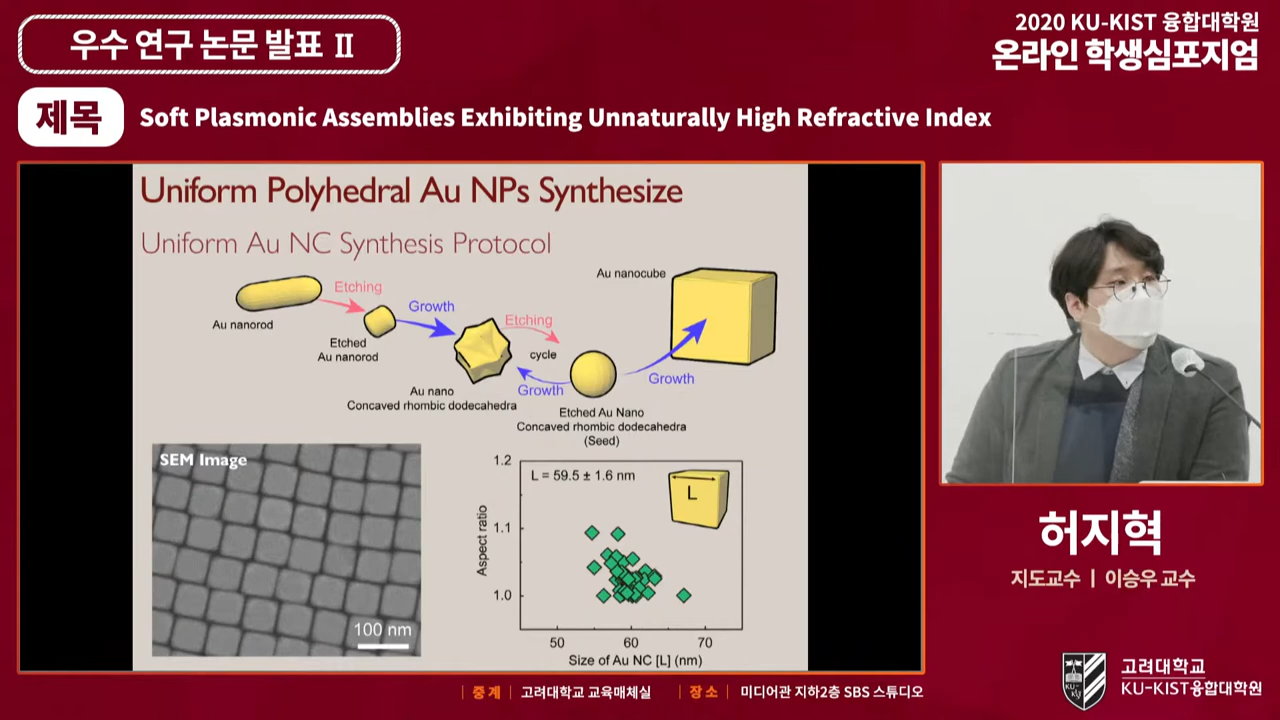 우수 연구 논문 발표 Ⅱ
2020 KU-KIST 융합대학원
온라인 학생심포지엄
제목
Soft Plasmonic Assemblies Exhibiting Unnaturally High Refractive Index
Uniform Polyhedral Au NPs Synthesize
Uniform Au NC Synthesis Protocol
Au nanorod
Etching
Etched
Au nanorod
Growth
Au nano
Concaved rhombic dodecahedra
Etching
cycle
Growth
Etched Au Nano
Concaved rhombic dodecahedra
(Seed)
Growth
Au nanocube
SEM Image
100 nm
L = 59.5 ± 1.6 nm
L
Aspect ratio
1.2
1.1
1.0
50
60
70
Size of Au NC [L] (nm)
허지혁
지도교수 | 이승우 교수
| 중 계 | 고려대학교 교육매체실
| 장 소 | 미디어관 지하2층 SBS 스튜디오
KU-KIST
고려대학교
KU-KIST융합대학원